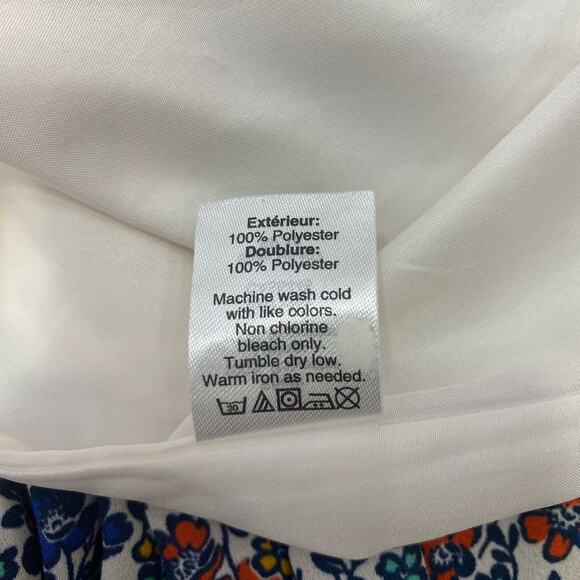 Extérieur:
100% Polyester
Doublure:
100% Polyester
Machine wash cold
with like colors.
Non chlorine
bleach only.
Tumble dry low.
Warm iron as needed.
30